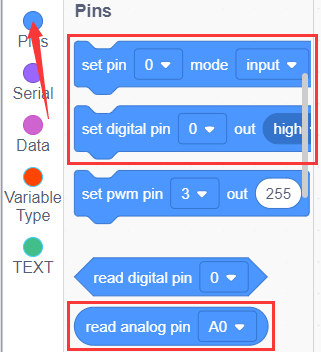 Pins
Pins
Serial
Data
Variable
Type
TEXT
set pin 0 mode input
set digital pin 0 out high
set pwm pin 3 out 255
read digital pin 0
read analog pin A0